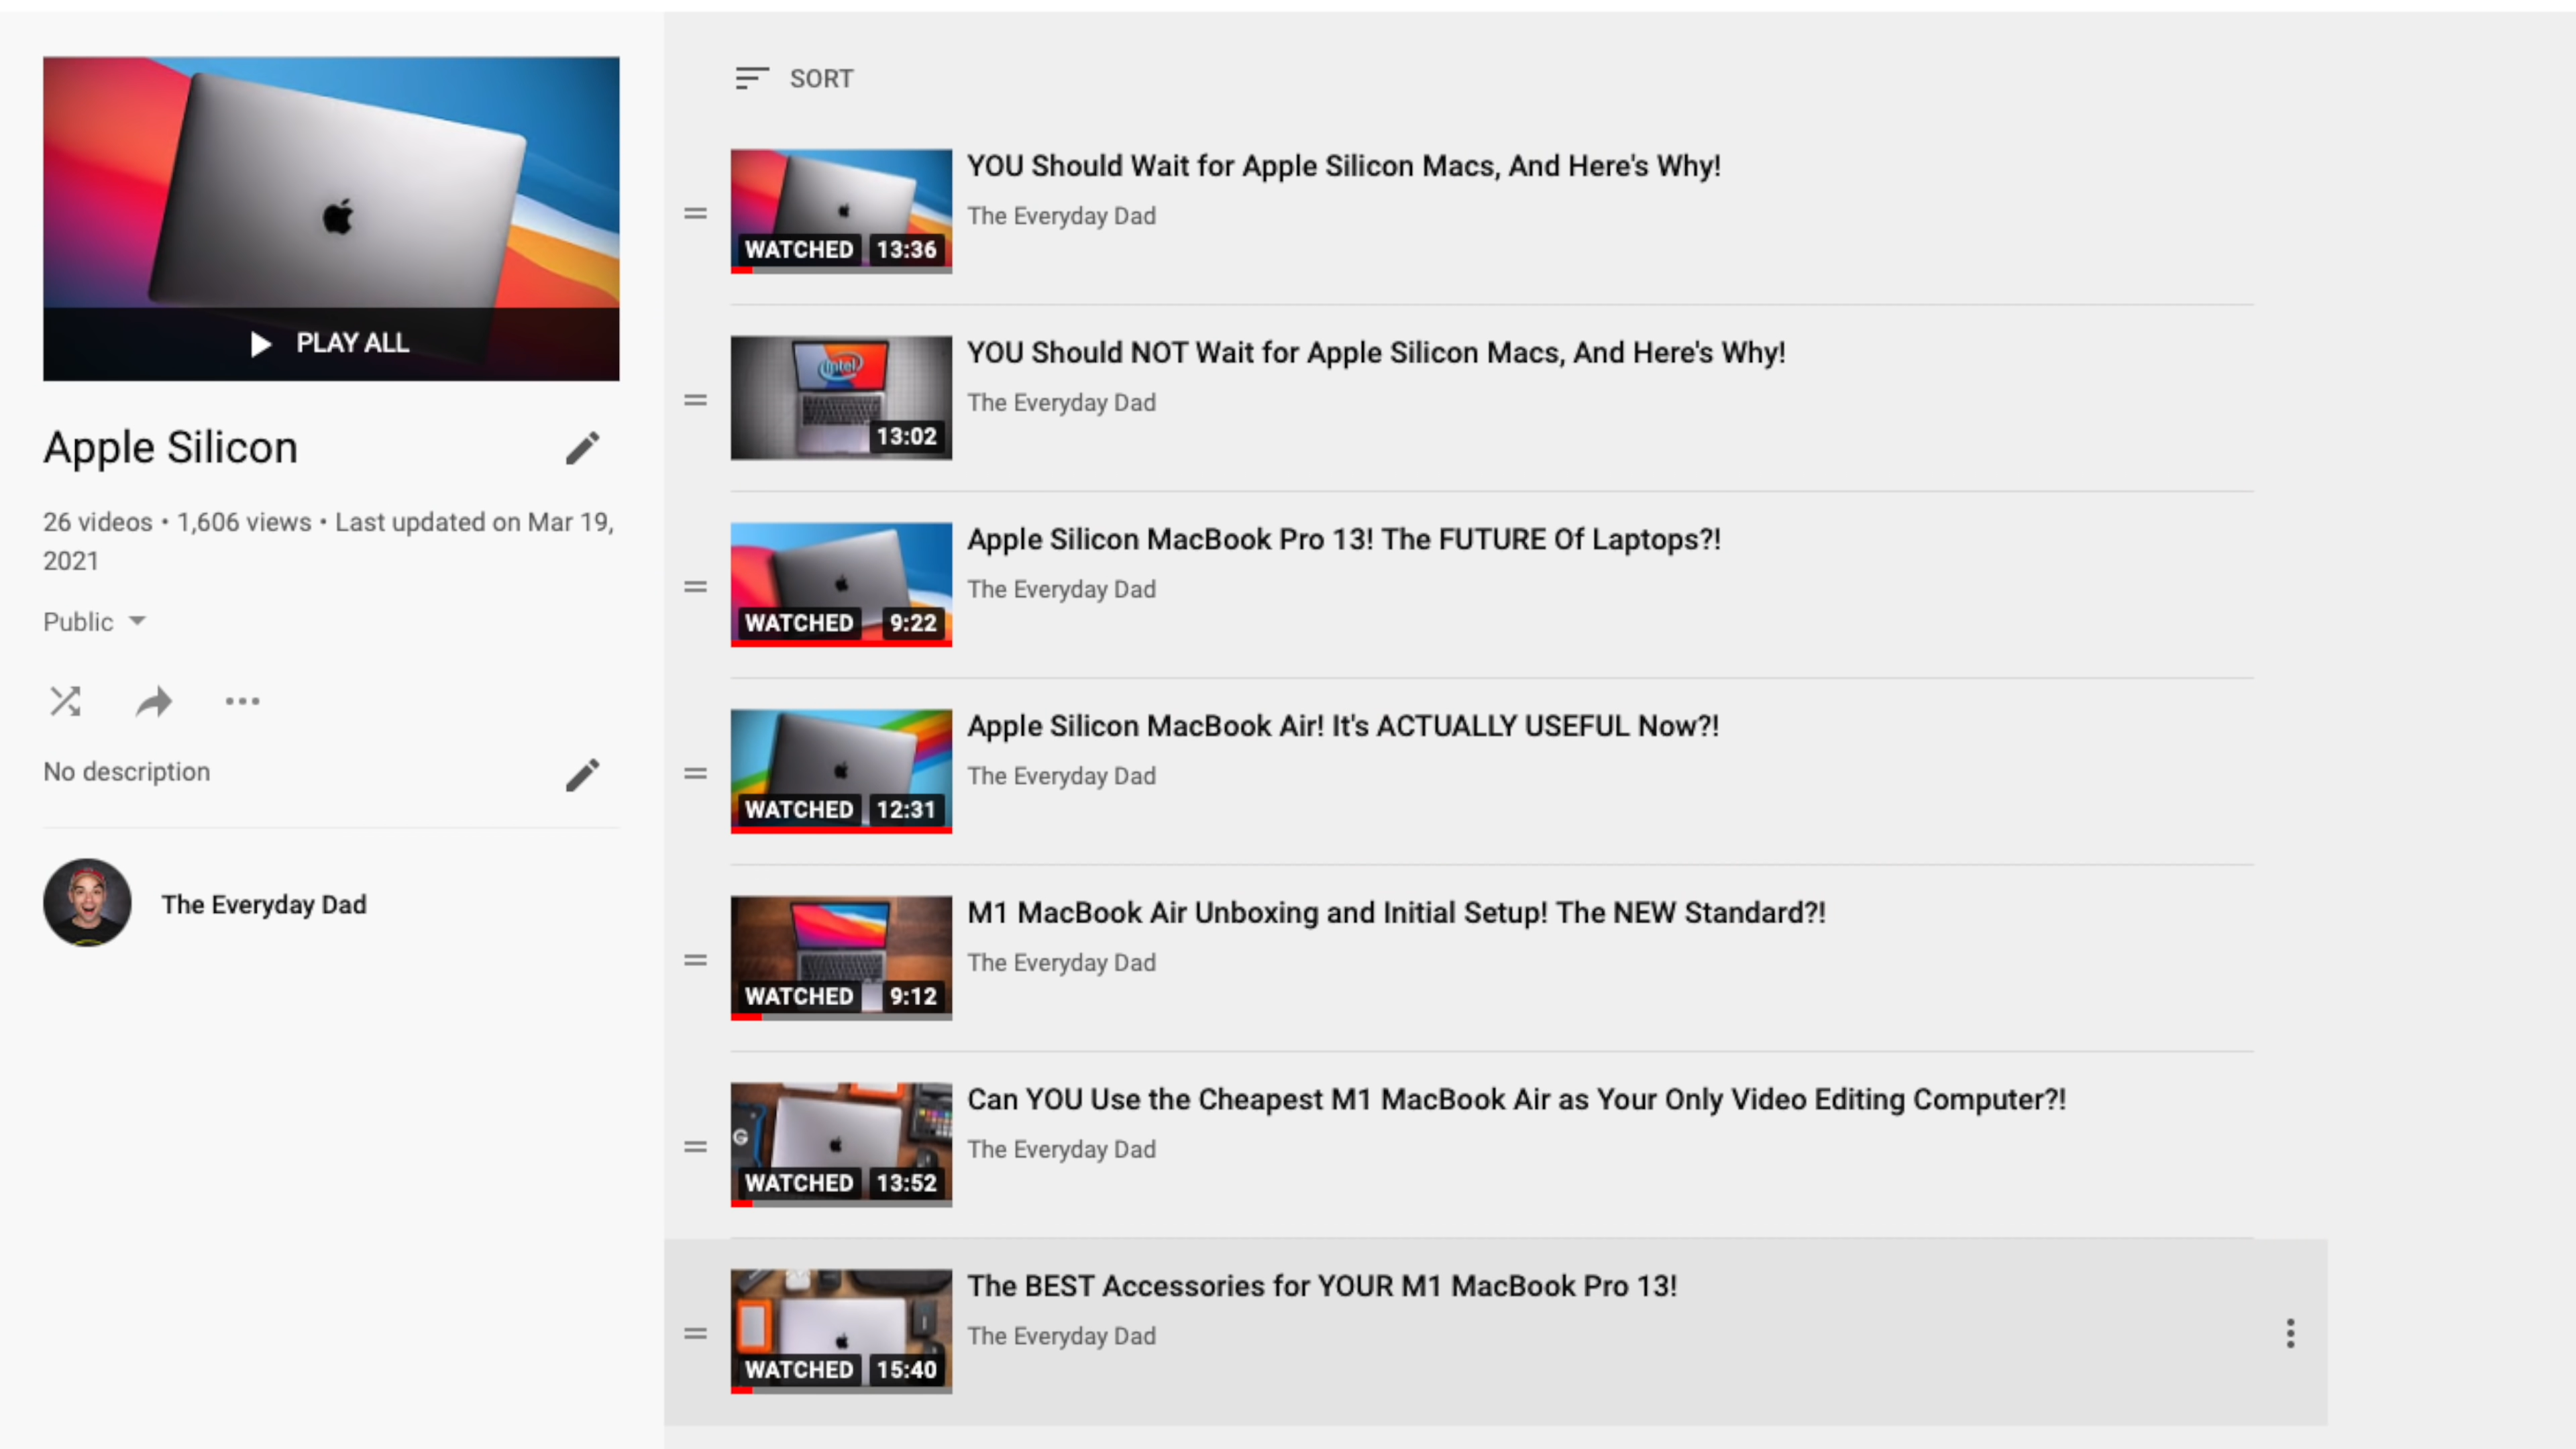 PLAY ALL
Apple Silicon
26 videos • 1,606 views • Last updated on Mar 19,
2021
Public
No description
The Everyday Dad
SORT
YOU Should Wait for Apple Silicon Macs, And Here's Why!
The Everyday Dad
WATCHED 13:36
YOU Should NOT Wait for Apple Silicon Macs, And Here's Why!
intel
The Everyday Dad
13:02
Apple Silicon MacBook Pro 13! The FUTURE Of Laptops?!
The Everyday Dad
WATCHED 9:22
Apple Silicon MacBook Air! It's ACTUALLY USEFUL Now?!
The Everyday Dad
WATCHED 12:31
M1 MacBook Air Unboxing and Initial Setup! The NEW Standard?!
The Everyday Dad
WATCHED 9:12
Can YOU Use the Cheapest M1 MacBook Air as Your Only Video Editing Computer?!
G
The Everyday Dad
WATCHED 13:52
The BEST Accessories for YOUR M1 MacBook Pro 13!
The Everyday Dad
WATCHED 15:40